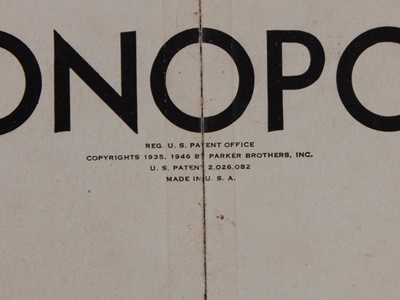 ONOPO
REG. U. S. PATENT OFFICE
COPYRIGHTS 1935, 1946 BY PARKER BROTHERS, INC.
U. S. PATENT 2,026,082
MADE IN U. S. A.